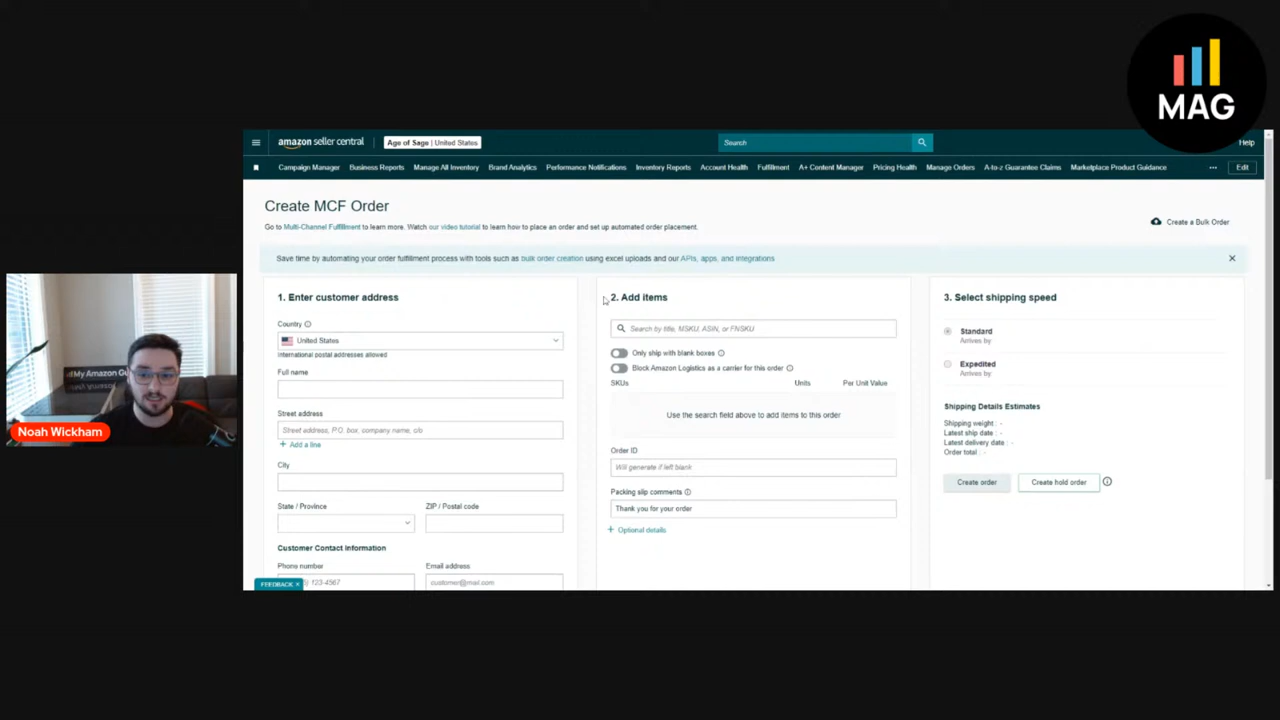 MAG
amazon seller central
Age of Sage | United States
Search
Help
Campaign Manager
Business Reports
Manage All Inventory
Brand Analytics
Performance Notifications
Inventory Reports
Account Health
Fulfillment
A+ Content Manager
Pricing Health
Manage Orders
A-to-z Guarantee Claims
Marketplace Product Guidance
...
Edit
Create MCF Order
Go to Multi-Channel Fulfillment to learn more. Watch our video tutorial to learn how to place an order and set up automated order placement.
Create a Bulk Order
Save time by automating your order fulfillment process with tools such as bulk order creation using excel uploads and our APIs, apps, and integrations
1. Enter customer address
Country
United States
International postal addresses allowed
Full name
Street address
Street address, P.O. box, company name, c/o
+ Add a line
City
State / Province
ZIP / Postal code
Customer Contact Information
Phone number
Email address
) 123-4567
customer@mail.com
FEEDBACK ×
2. Add items
Search by title, MSKU, ASIN, or FNSKU
Only ship with blank boxes
Block Amazon Logistics as a carrier for this order
SKUs
Units
Per Unit Value
Use the search field above to add items to this order
Order ID
Will generate if left blank
Packing slip comments
Thank you for your order
+ Optional details
3. Select shipping speed
Standard
Arrives by
Expedited
Arrives by
Shipping Details Estimates
Shipping weight : -
Latest ship date : -
Latest delivery date : -
Order total : -
Create order
Create hold order
My Amazon Gu
Noah Wickham